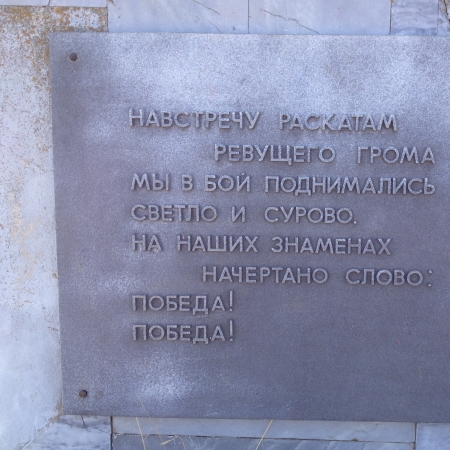 НАВСТРЕЧУ РАСКАТАМ
РЕВУЩЕГО ГРОМА
МЫ В БОЙ ПОДНИМАЛИСЬ
СВЕТЛО И СУРОВО.
НА НАШИХ ЗНАМЕНАХ
НАЧЕРТАНО СЛОВО:
ПОБЕДА!
ПОБЕДА!